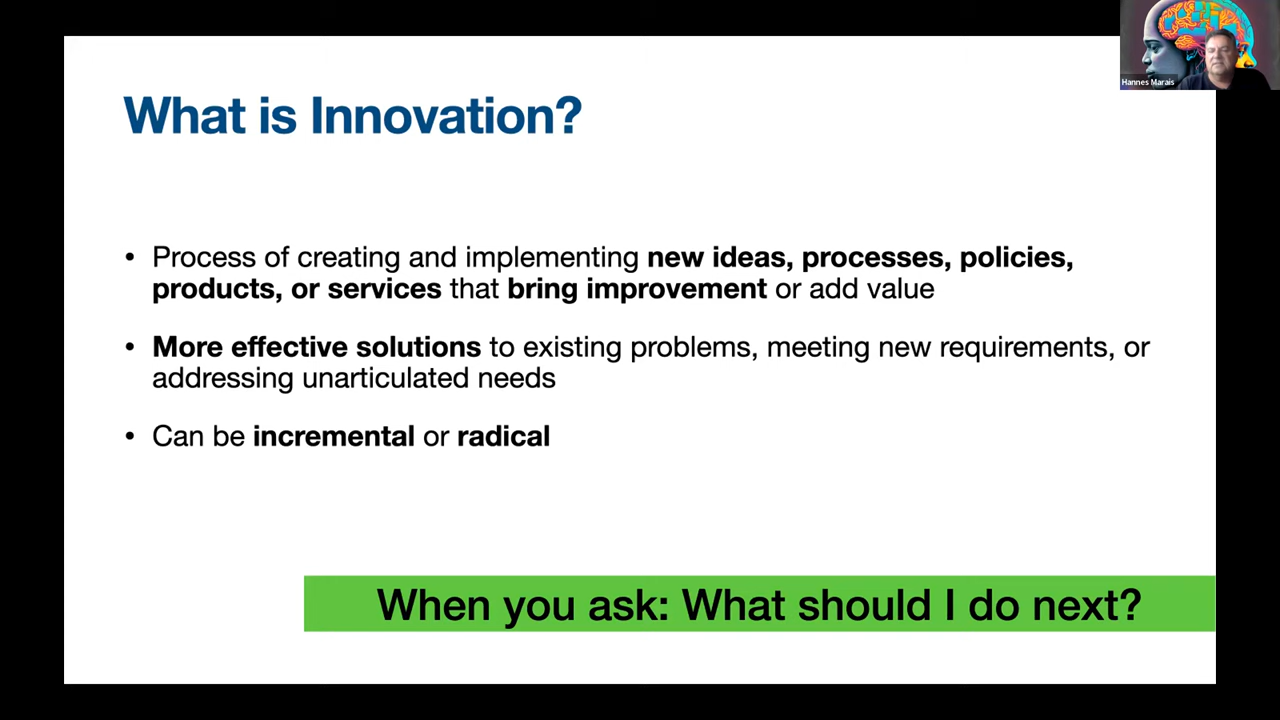 Hannes Marais
What is Innovation?
• Process of creating and implementing new ideas, processes, policies,
products, or services that bring improvement or add value
• More effective solutions to existing problems, meeting new requirements, or
addressing unarticulated needs
• Can be incremental or radical
When you ask: What should I do next?